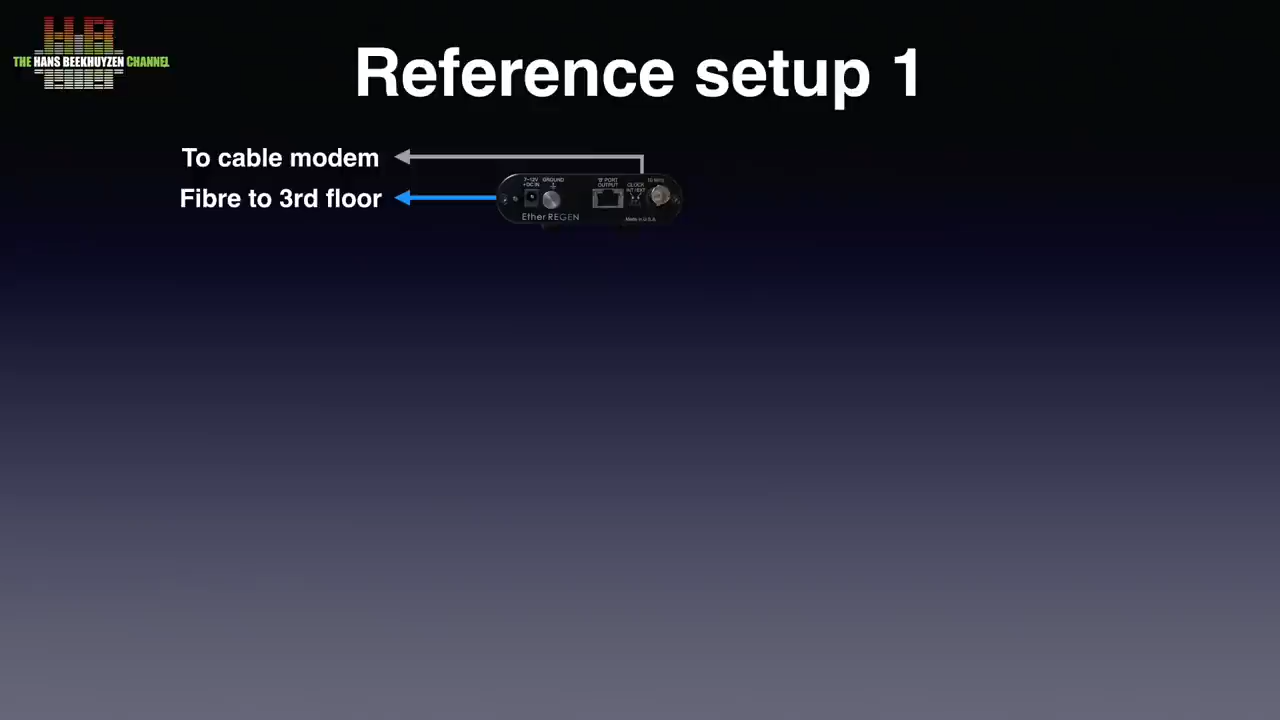 THE HANS BEEKHUYZEN CHANNEL
Reference setup 1
To cable modem
Fibre to 3rd floor
7-12V GROUND
+DC IN
PORT
OUTPUT
CLOCK
EtherREGEN
Made in U.S.A.